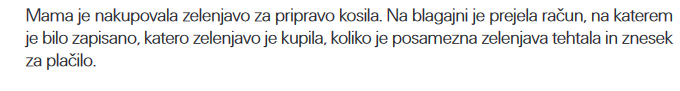 Mama je nakupovala zelenjavo za pripravo kosila. Na blagajni je prejela račun, na katerem
je bilo zapisano, katero zelenjavo je kupila, koliko je posamezna zelenjava tehtala in znesek
za plačilo.